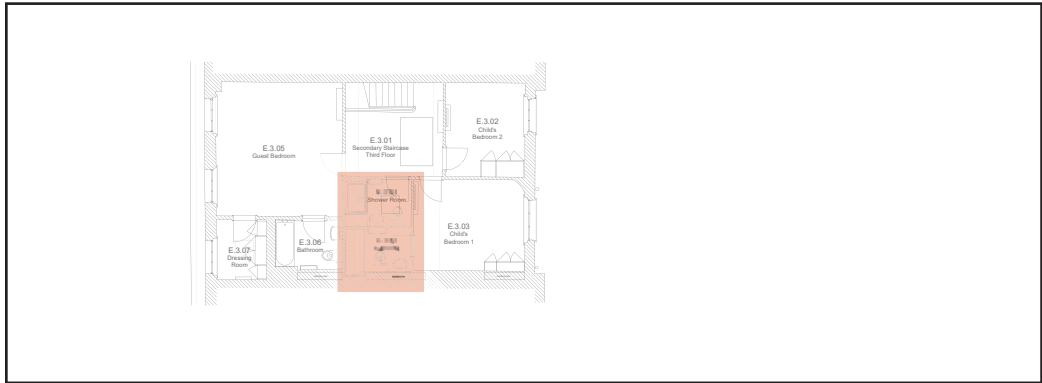 E.3.02
Child's
Bedroom 2
E.3.01
Secondary Staircase
Third Floor
E.3.05
Guest Bedroom
Shower Room
E.3.03
Child's
Bedroom 1
E.3.06
Bathroom
E.3.07
Dressing
Room